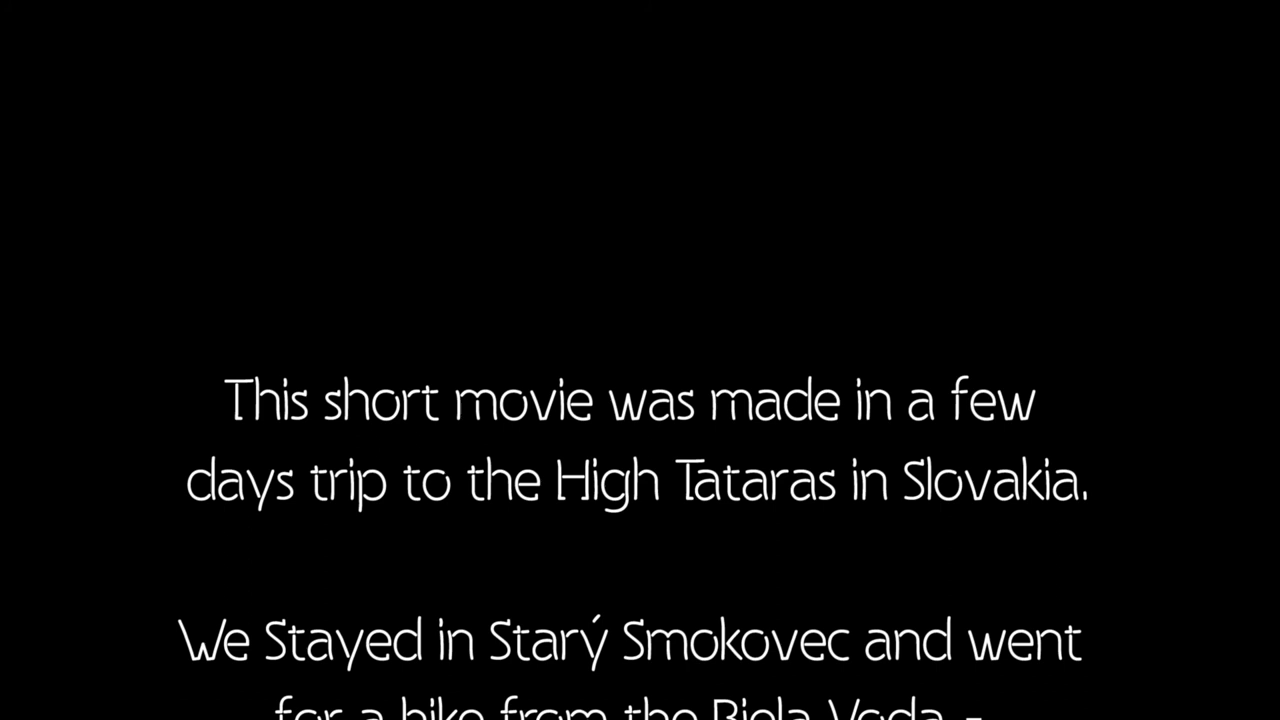 This short movie was made in a few
days trip to the High Tataras in Slovakia.
We Stayed in Starý Smokovec and went
for a hike from the Biela Voda -